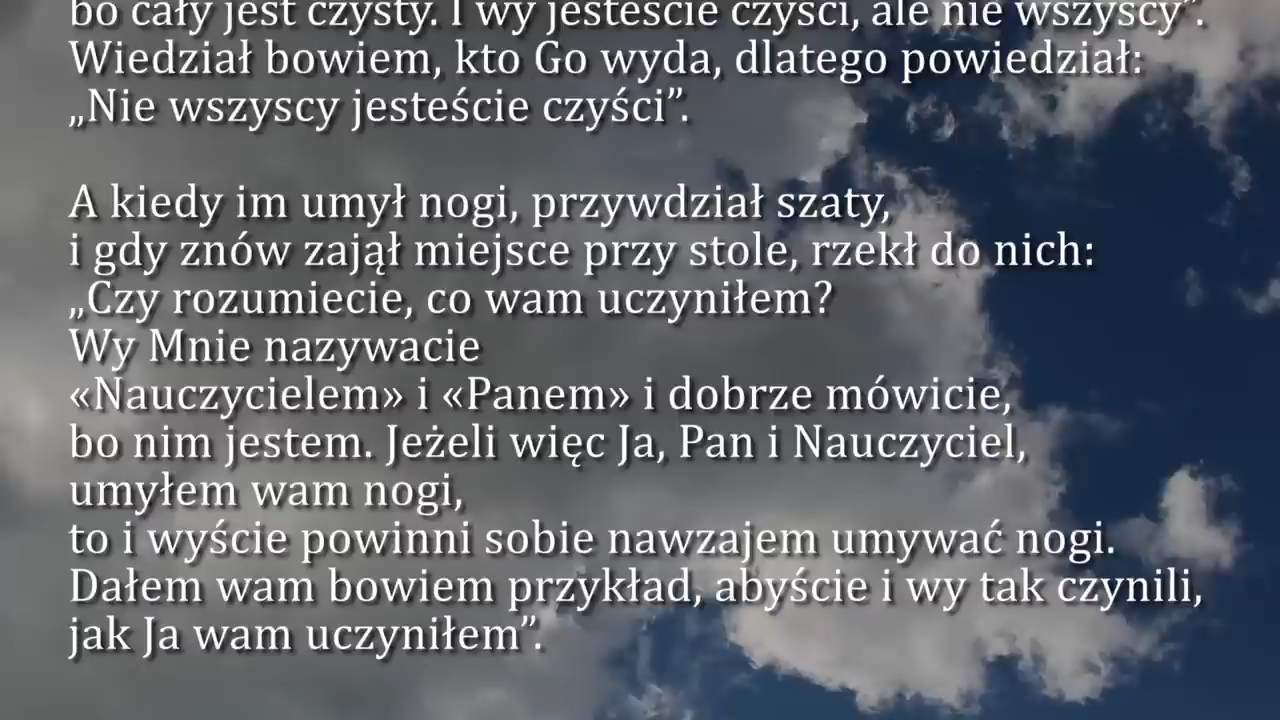 bo cały jest czysty. I wy jesteście czyści, ale nie wszyscy”.
Wiedział bowiem, kto Go wyda, dlatego powiedział:
„Nie wszyscy jesteście czyści”.
A kiedy im umył nogi, przywdział szaty,
i gdy znów zajął miejsce przy stole, rzekł do nich:
„Czy rozumiecie, co wam uczyniłem?
Wy Mnie nazywacie
«Nauczycielem» i «Panem» i dobrze mówicie,
bo nim jestem. Jeżeli więc Ja, Pan i Nauczyciel,
umyłem wam nogi,
to i wyście powinni sobie nawzajem umywać nogi.
Dałem wam bowiem przykład, abyście i wy tak czynili,
jak Ja wam uczyniłem”.